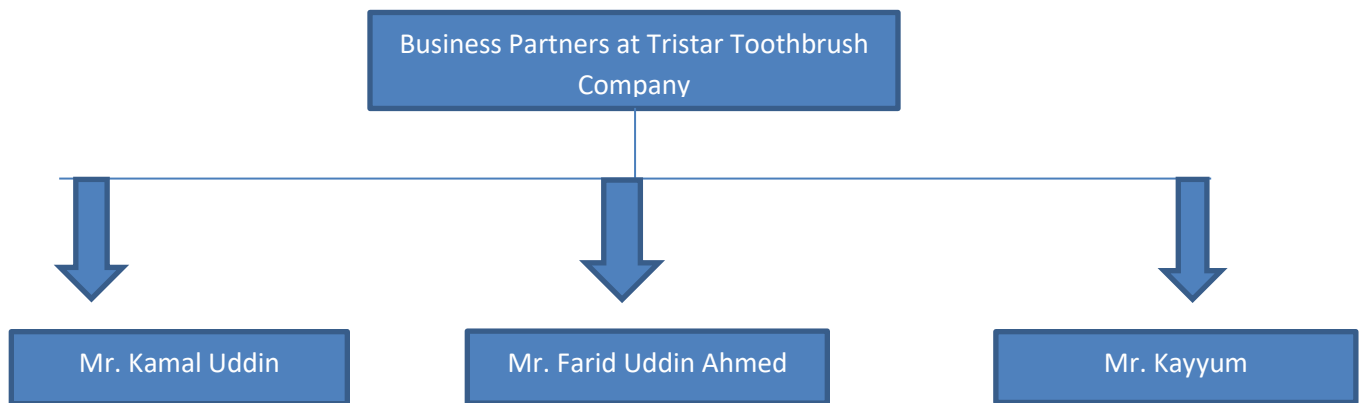 Business Partners at Tristar Toothbrush
Company
Mr. Kamal Uddin
Mr. Farid Uddin Ahmed
Mr. Kayyum